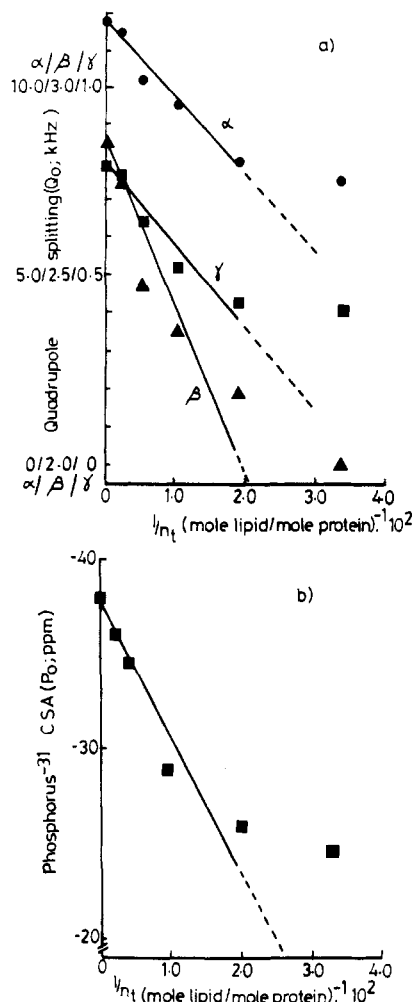 a)
α/β/γ
10.0/3.0/1.0
5.0/2.5/0.5
0/2.0/0
α/β/γ
Quadrupole splitting (Q₀; kHz)
α
γ
β
0 1.0 2.0 3.0 4.0
1/nₜ (mole lipid/mole protein).⁻¹ 10²
b)
-40
-30
-20
Phosphorus-³¹ CSA (P₀; ppm)
0 1.0 2.0 3.0 4.0
1/nₜ (mole lipid/mole protein).⁻¹ 10²